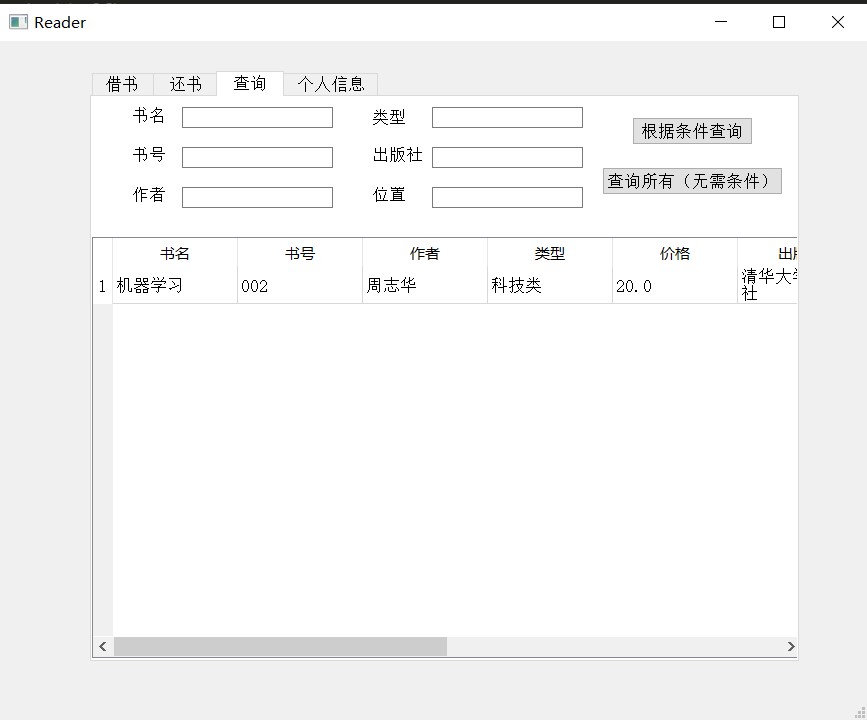 Reader
借书 还书 查询 个人信息
书名 类型
根据条件查询
书号 出版社
查询所有（无需条件）
作者 位置
书名 书号 作者 类型 价格 出
1 机器学习 002 周志华 科技类 20.0 清华大
社